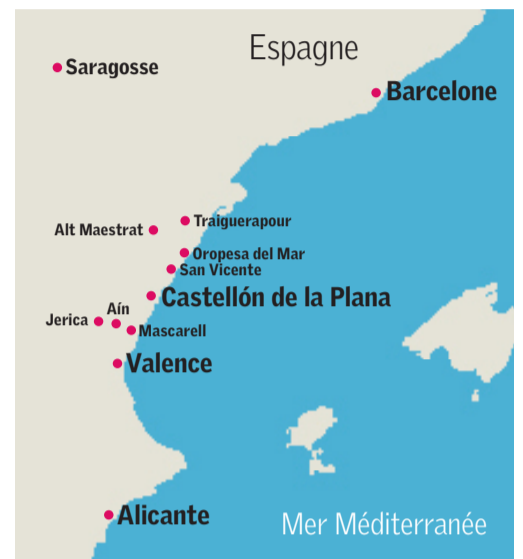 Espagne
Saragosse
Barcelone
Traiguerapour
Alt Maestrat
Oropesa del Mar
San Vicente
Castellón de la Plana
Aín
Jerica
Mascarell
Valence
Alicante
Mer Méditerranée